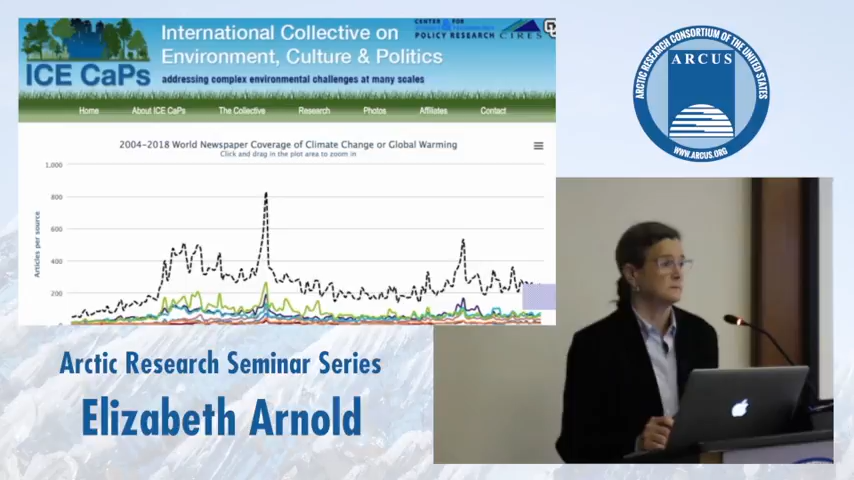 ICE CaPs
International Collective on
Environment, Culture & Politics
addressing complex environmental challenges at many scales
CENTER FOR
POLICY RESEARCH
CIRES
Home About ICE CaPs The Collective Research Photos Affiliates Contact
2004-2018 World Newspaper Coverage of Climate Change or Global Warming
Click and drag in the plot area to zoom in
Articles per source
1,000
800
600
400
200
ARCTIC RESEARCH CONSORTIUM OF THE UNITED STATES
ARCUS
WWW.ARCUS.ORG
Arctic Research Seminar Series
Elizabeth Arnold